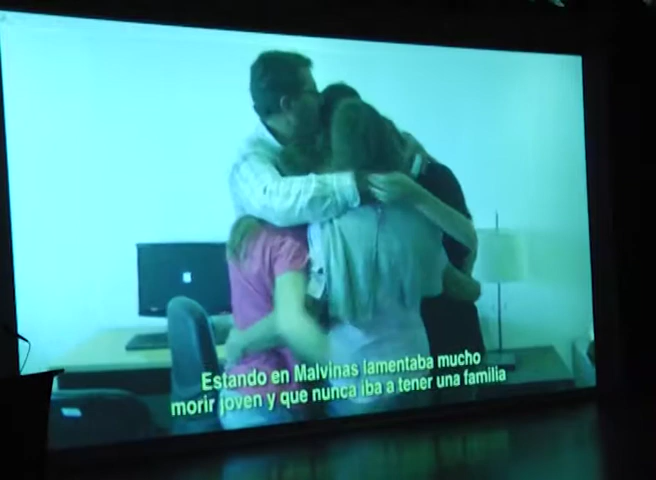 Estando en Malvinas lamentaba mucho
morir joven y que nunca iba a tener una familia